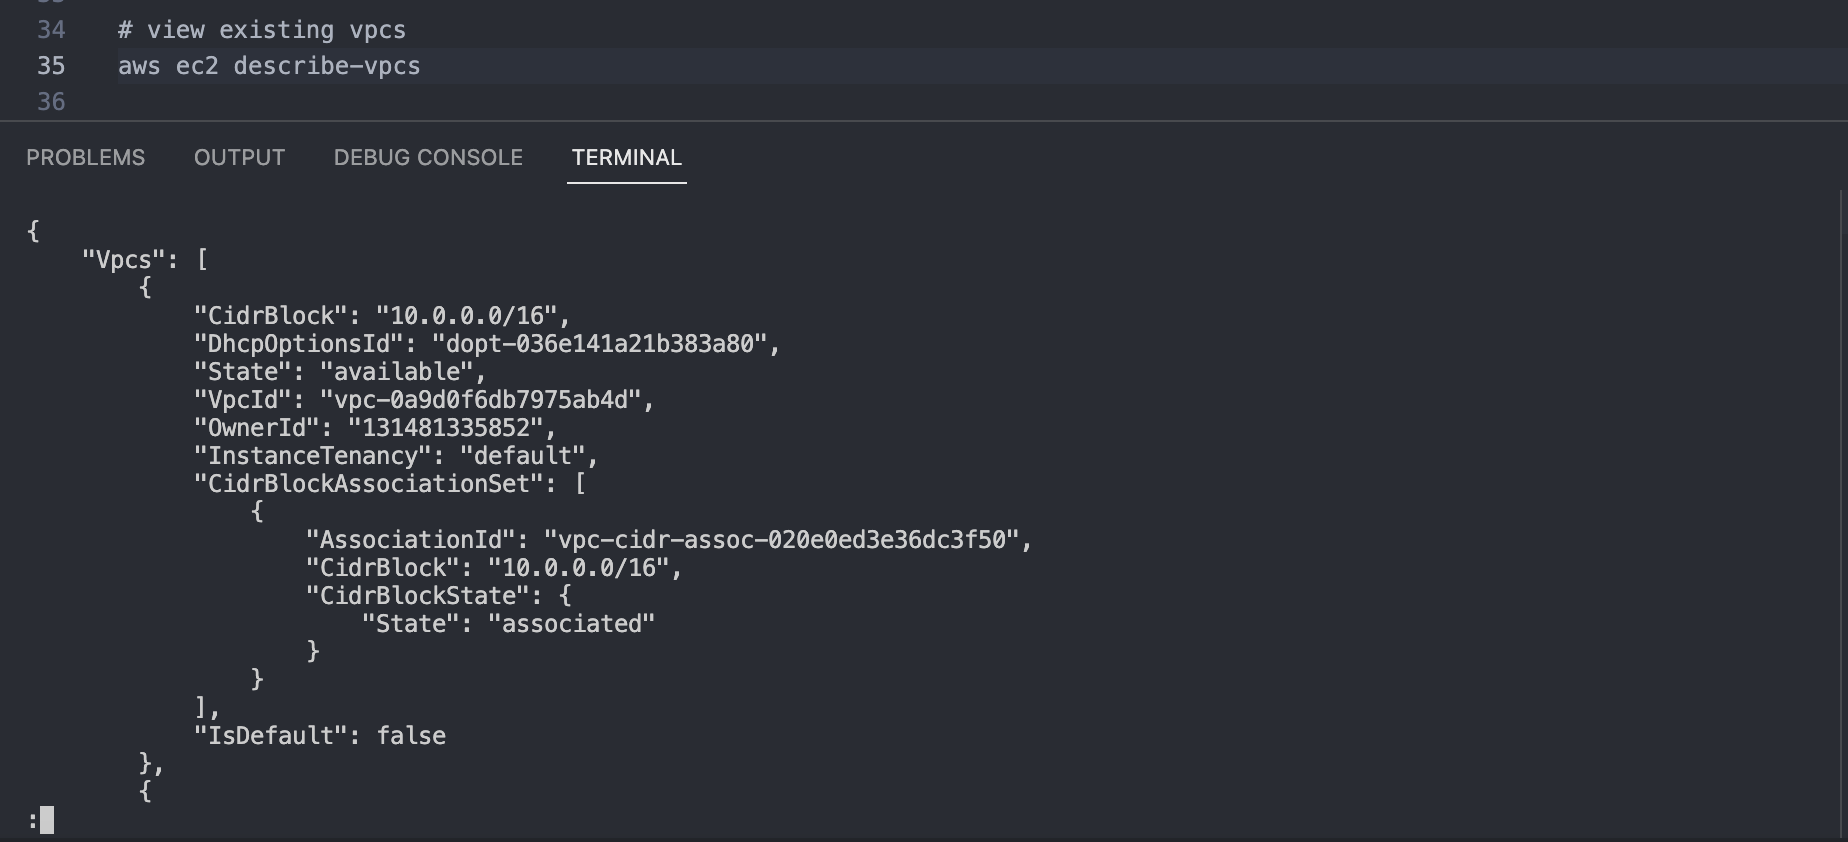 34 # view existing vpcs
35 aws ec2 describe-vpcs
36
PROBLEMS OUTPUT DEBUG CONSOLE TERMINAL
{
    "Vpcs": [
        {
            "CidrBlock": "10.0.0.0/16",
            "DhcpOptionsId": "dopt-036e141a21b383a80",
            "State": "available",
            "VpcId": "vpc-0a9d0f6db7975ab4d",
            "OwnerId": "131481335852",
            "InstanceTenancy": "default",
            "CidrBlockAssociationSet": [
                {
                    "AssociationId": "vpc-cidr-assoc-020e0ed3e36dc3f50",
                    "CidrBlock": "10.0.0.0/16",
                    "CidrBlockState": {
                        "State": "associated"
                    }
                }
            ],
            "IsDefault": false
        },
        {
: